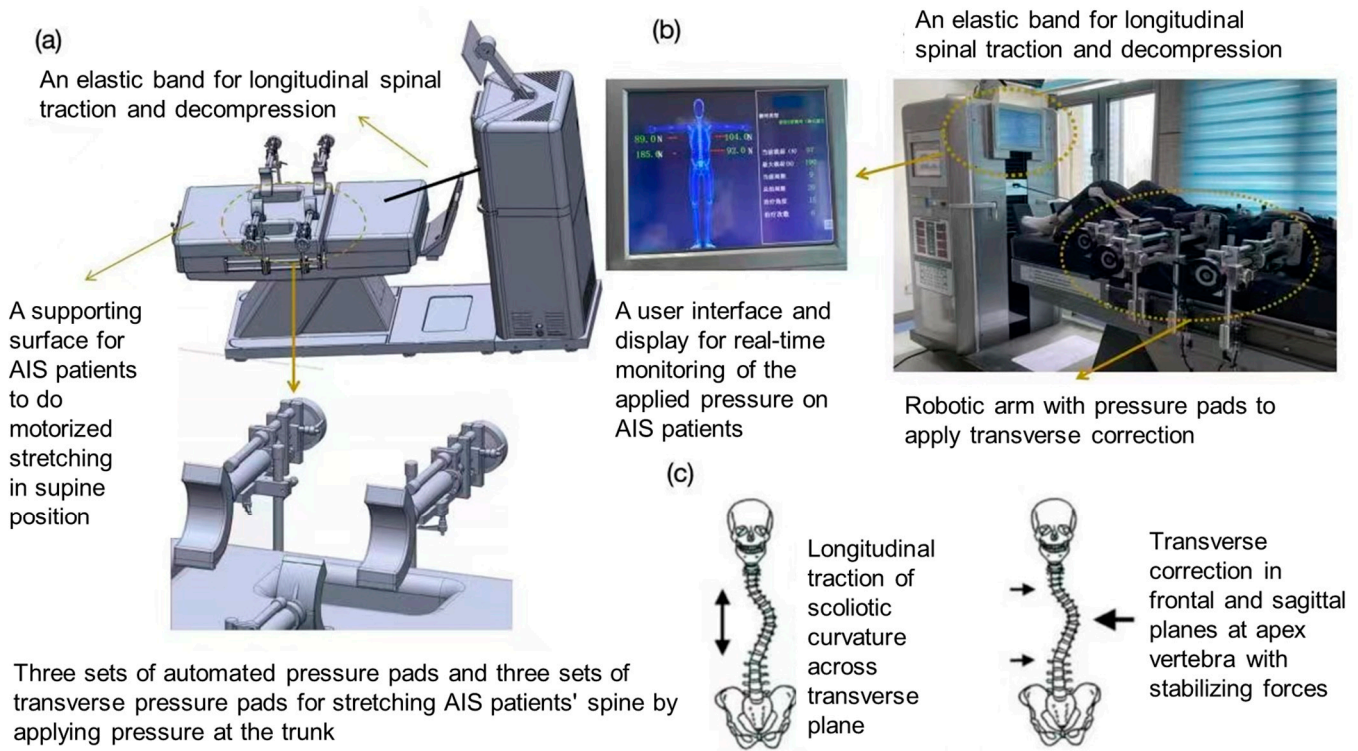 (a)
An elastic band for longitudinal spinal
traction and decompression
A supporting
surface for
AIS patients
to do
motorized
stretching
in supine
position
Three sets of automated pressure pads and three sets of
transverse pressure pads for stretching AIS patients' spine by
applying pressure at the trunk
(b)
89.0N
104.0N
185.0N
92.0N
A user interface and
display for real-time
monitoring of the
applied pressure on
AIS patients
An elastic band for longitudinal
spinal traction and decompression
Robotic arm with pressure pads to
apply transverse correction
(c)
Longitudinal
traction of
scoliotic
curvature
across
transverse
plane
Transverse
correction in
frontal and sagittal
planes at apex
vertebra with
stabilizing forces